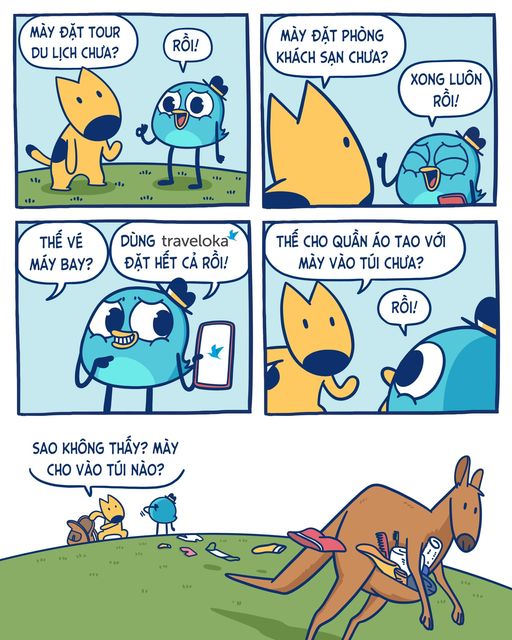 MÀY ĐẶT TOUR
DU LỊCH CHƯA?
RỒI!
MÀY ĐẶT PHÒNG
KHÁCH SẠN CHƯA?
XONG LUÔN
RỒI!
THẾ VÉ
MÁY BAY?
DÙNG traveloka
ĐẶT HẾT CẢ RỒI!
THẾ CHO QUẦN ÁO TAO VỚI
MÀY VÀO TÚI CHƯA?
RỒI!
SAO KHÔNG THẤY? MÀY
CHO VÀO TÚI NÀO?